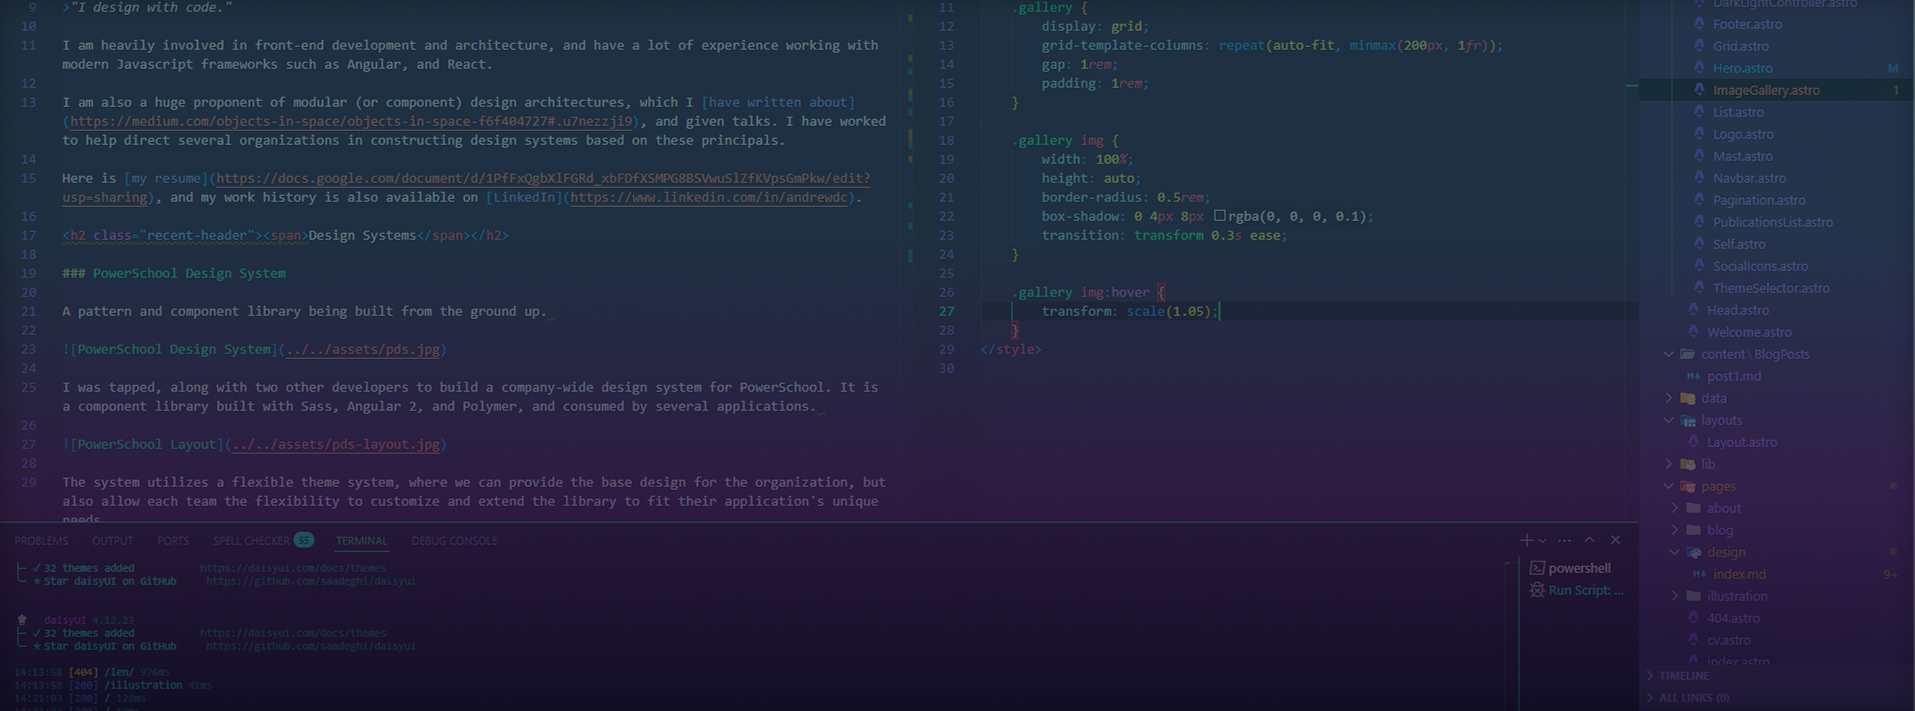 9 >"I design with code."
10
11 I am heavily involved in front-end development and architecture, and have a lot of experience working with
modern Javascript frameworks such as Angular, and React.
12
13 I am also a huge proponent of modular (or component) design architectures, which I [have written about]
(https://medium.com/objects-in-space/objects-in-space-f6f404727#.u7nezzji9), and given talks. I have worked
to help direct several organizations in constructing design systems based on these principals.
14
15 Here is [my resume](https://docs.google.com/document/d/1PfFxQgbXlFGRd_xbFDfXSMPG8BSVwuSlZfKVpsGmPkw/edit?
usp=sharing), and my work history is also available on [LinkedIn](https://www.linkedin.com/in/andrewdc).
16
17 <h2 class="recent-header"><span>Design Systems</span></h2>
18
19 ### PowerSchool Design System
20
21 A pattern and component library being built from the ground up.
22
23 ![PowerSchool Design System](../../assets/pds.jpg)
24
25 I was tapped, along with two other developers to build a company-wide design system for PowerSchool. It is
a component library built with Sass, Angular 2, and Polymer, and consumed by several applications.
26
27 ![PowerSchool Layout](../../assets/pds-layout.jpg)
28
29 The system utilizes a flexible theme system, where we can provide the base design for the organization, but
also allow each team the flexibility to customize and extend the library to fit their application's unique
needs
11 .gallery {
12 display: grid;
13 grid-template-columns: repeat(auto-fit, minmax(200px, 1fr));
14 gap: 1rem;
15 padding: 1rem;
16 }
17
18 .gallery img {
19 width: 100%;
20 height: auto;
21 border-radius: 0.5rem;
22 box-shadow: 0 4px 8px rgba(0, 0, 0, 0.1);
23 transition: transform 0.3s ease;
24 }
25
26 .gallery img:hover {
27 transform: scale(1.05);
28 }
29 </style>
30
DarkLightController.astro
Footer.astro
Grid.astro
Hero.astro M
ImageGallery.astro 1
List.astro
Logo.astro
Mast.astro
Navbar.astro
Pagination.astro
PublicationsList.astro
Self.astro
SocialIcons.astro
ThemeSelector.astro
Head.astro
Welcome.astro
content \ BlogPosts
post1.md
data
layouts
Layout.astro
lib
pages
about
blog
design
index.md 9+
illustration
404.astro
cv.astro
index.astro
TIMELINE
ALL LINKS (0)
PROBLEMS OUTPUT PORTS SPELL CHECKER 55 TERMINAL DEBUG CONSOLE
├─ ✓ 32 themes added https://daisyui.com/docs/themes
╰─ ★ Star daisyUI on GitHub https://github.com/saadeghi/daisyui
daisyUI 4.12.23
├─ ✓ 32 themes added https://daisyui.com/docs/themes
╰─ ★ Star daisyUI on GitHub https://github.com/saadeghi/daisyui
14:13:58 [404] /len/ 976ms
14:13:58 [200] /illustration 41ms
14:21:03 [200] / 128ms
powershell
Run Script: ...